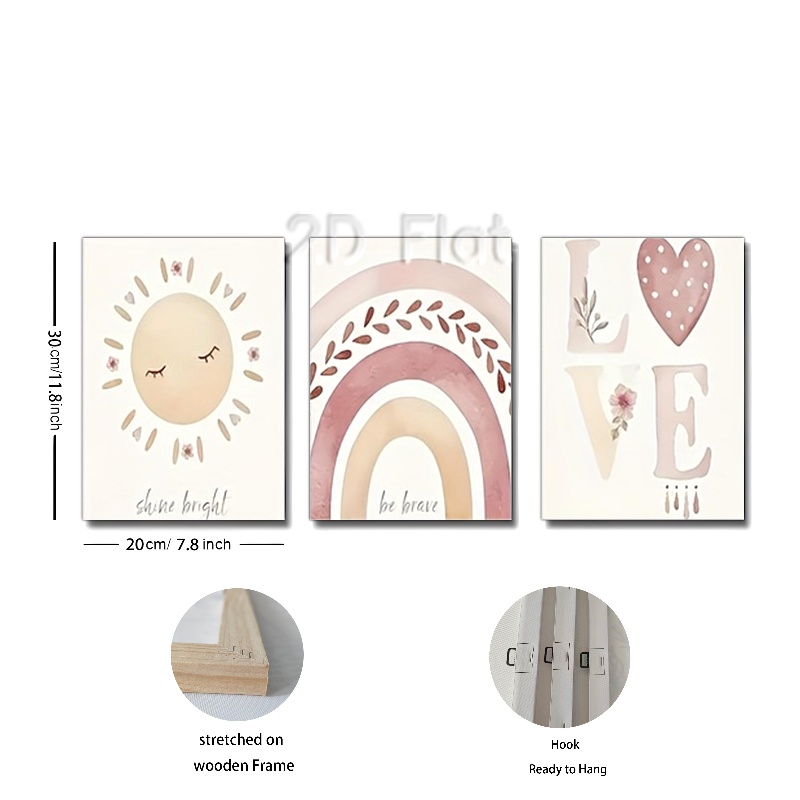 2D Flat
30cm/11.8inch
shine bright
be brave
L
VE
20cm/ 7.8 inch
stretched on
wooden Frame
Hook
Ready to Hang